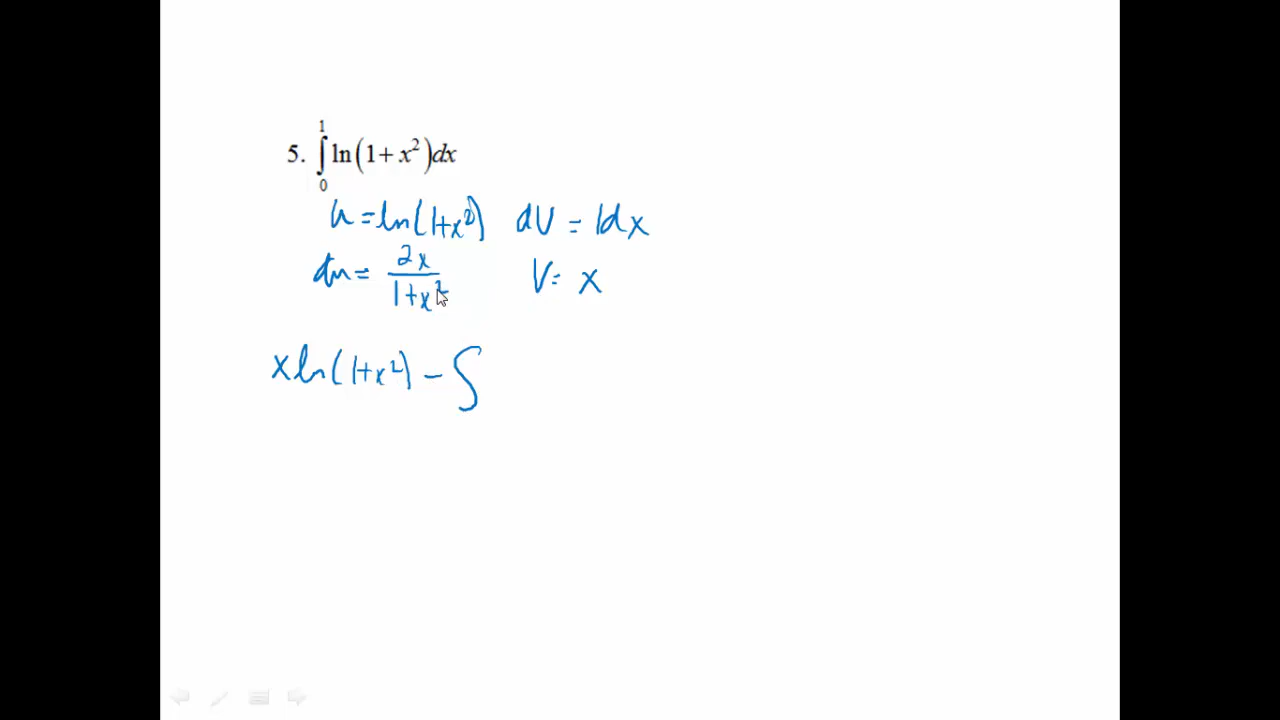 5. ∫₀¹ ln(1+x²)dx
u = ln(1+x²) dV = 1dx
du = 2x/(1+x²) V = x
x ln(1+x²) - ∫